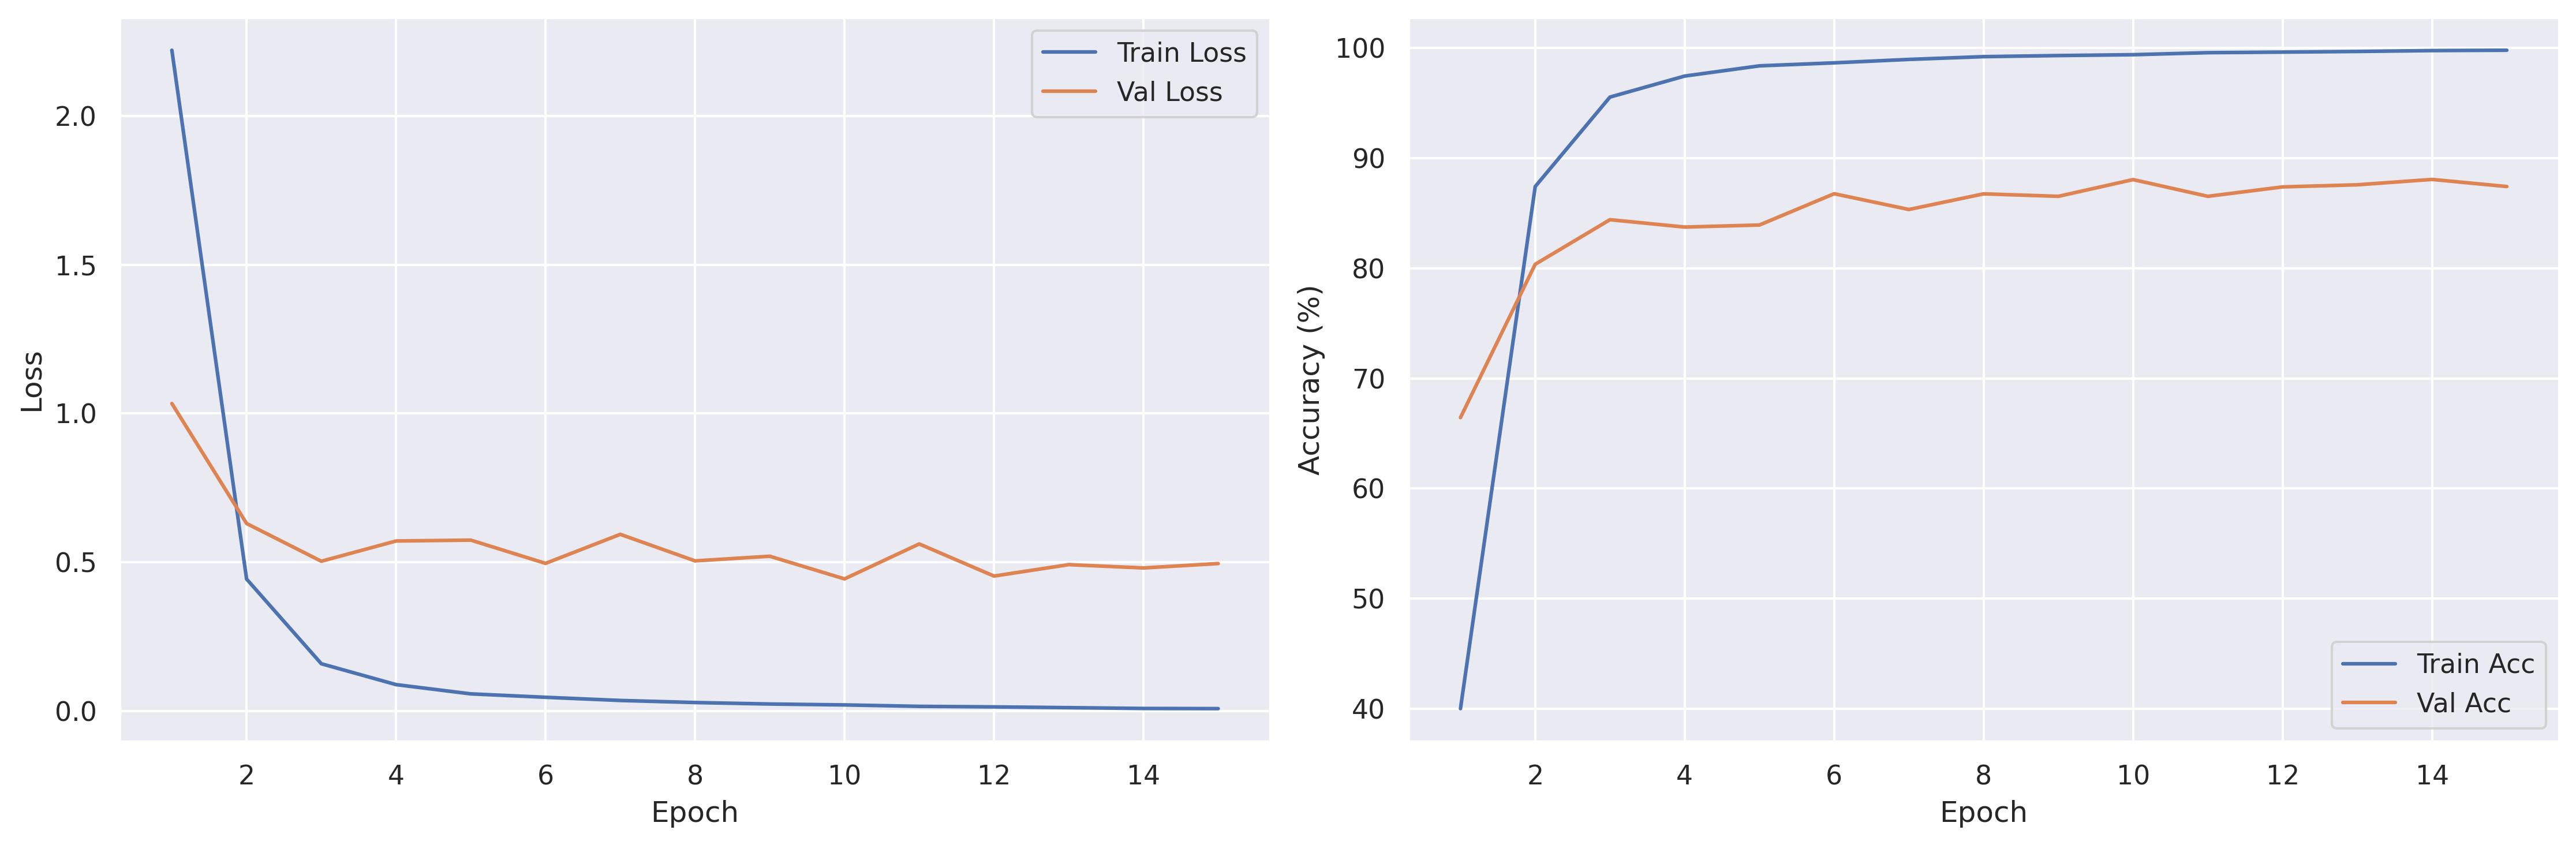 Train Loss
Val Loss
2.0
1.5
1.0
0.5
0.0
Loss
2 4 6 8 10 12 14
Epoch
100
90
80
70
60
50
40
Accuracy (%)
Train Acc
Val Acc
2 4 6 8 10 12 14
Epoch